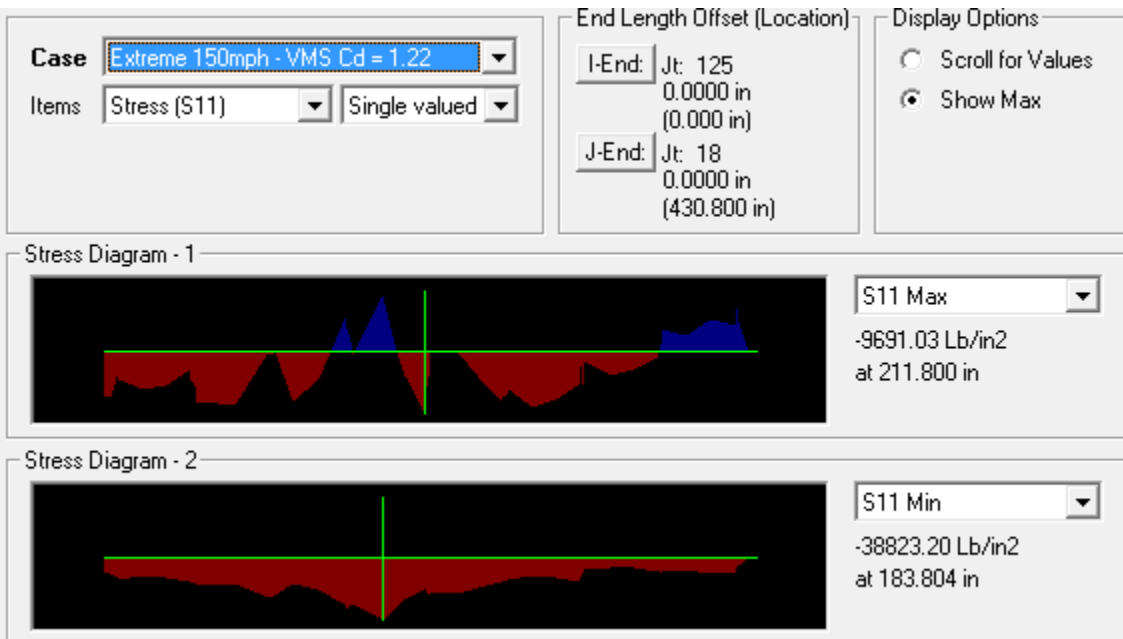 Case Extreme 150mph - VMS Cd = 1.22
Items Stress (S11) Single valued
End Length Offset (Location)
I-End: Jt: 125
0.0000 in
(0.000 in)
J-End: Jt: 18
0.0000 in
(430.800 in)
Display Options
Scroll for Values
Show Max
Stress Diagram - 1
S11 Max
-9691.03 Lb/in2
at 211.800 in
Stress Diagram - 2
S11 Min
-38823.20 Lb/in2
at 183.804 in